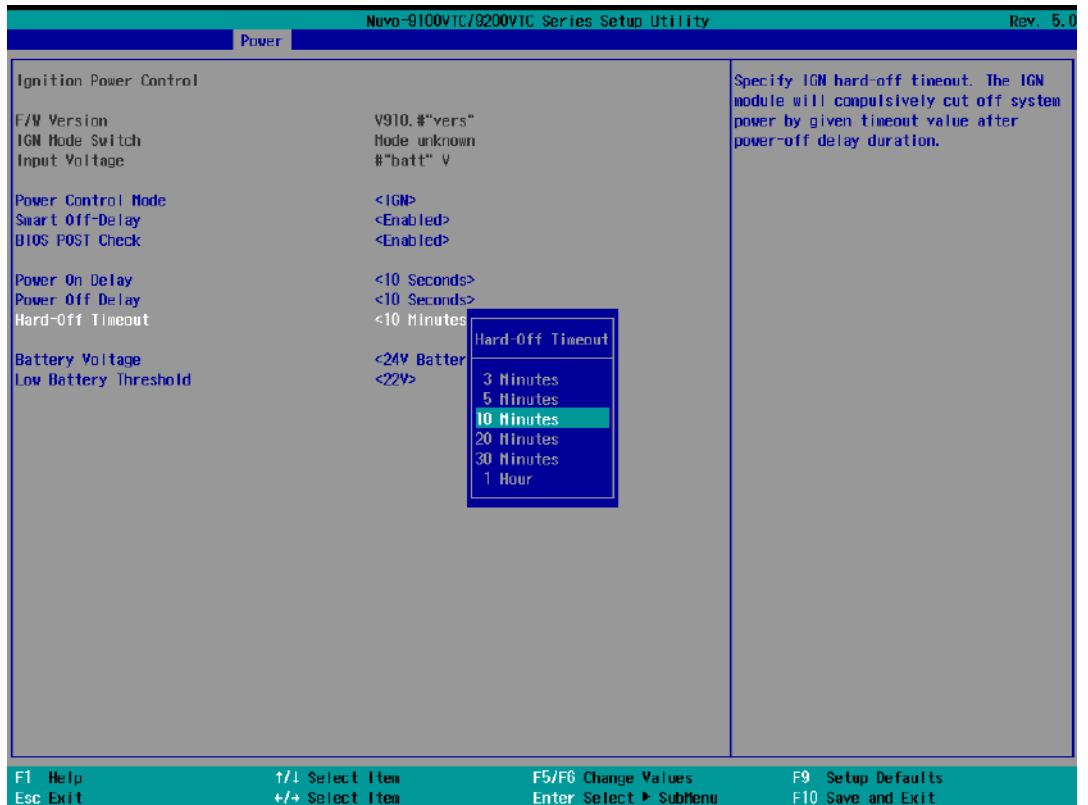 Nuvo-9100VTC/9200VTC Series Setup Utility Rev. 5.0
Power
Ignition Power Control
F/W Version V910.#"vers"
IGN Mode Switch Mode unknown
Input Voltage #"batt" V
Power Control Mode <IGN>
Smart Off-Delay <Enabled>
BIOS POST Check <Enabled>
Power On Delay <10 Seconds>
Power Off Delay <10 Seconds>
Hard-Off Timeout <10 Minutes
Battery Voltage <24V Batter
Low Battery Threshold <22V>
Hard-Off Timeout
3 Minutes
5 Minutes
10 Minutes
20 Minutes
30 Minutes
1 Hour
Specify IGN hard-off timeout. The IGN
module will compulsively cut off system
power by given timeout value after
power-off delay duration.
F1 Help ↑/↓ Select Item F5/F6 Change Values F9 Setup Defaults
Esc Exit ←/→ Select Item Enter Select ▶ SubMenu F10 Save and Exit